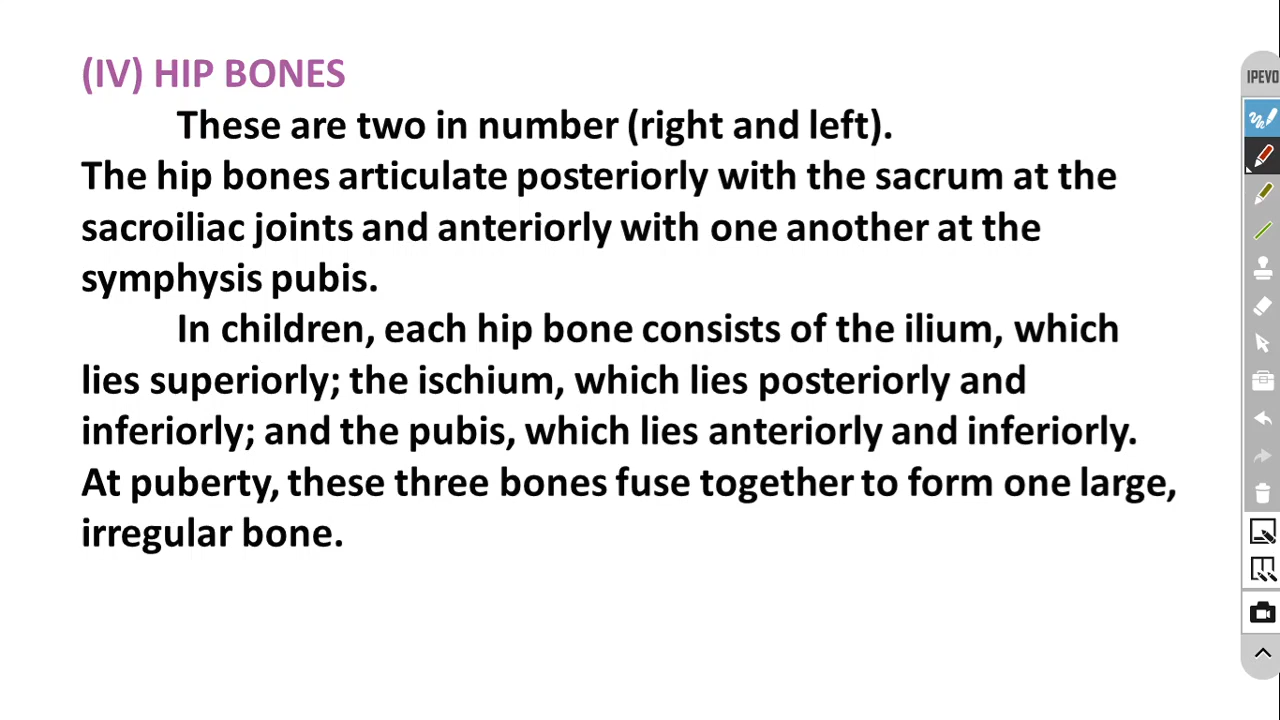 (IV) HIP BONES
These are two in number (right and left).
The hip bones articulate posteriorly with the sacrum at the
sacroiliac joints and anteriorly with one another at the
symphysis pubis.
In children, each hip bone consists of the ilium, which
lies superiorly; the ischium, which lies posteriorly and
inferiorly; and the pubis, which lies anteriorly and inferiorly.
At puberty, these three bones fuse together to form one large,
irregular bone.
IPEVO